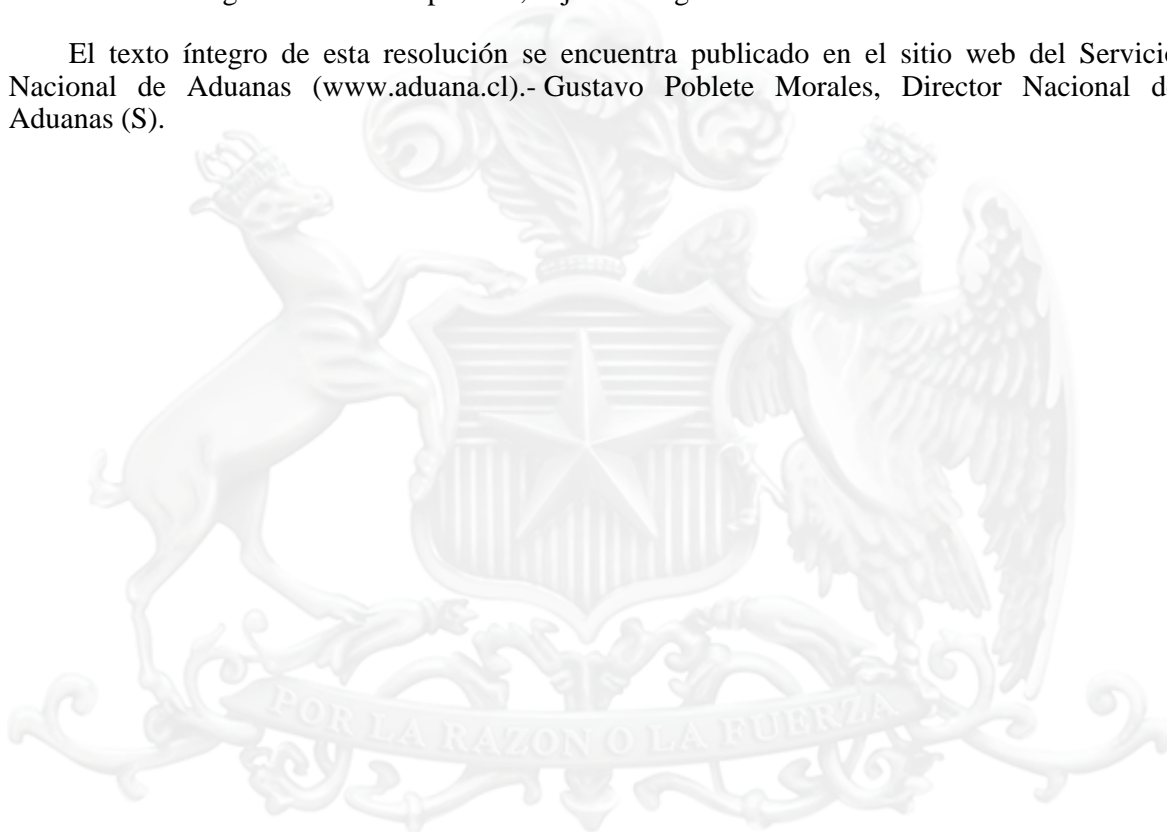 El texto íntegro de esta resolución se encuentra publicado en el sitio web del Servicio
Nacional de Aduanas (www.aduana.cl).- Gustavo Poblete Morales, Director Nacional de
Aduanas (S).
POR LA RAZON O LA FUERZA